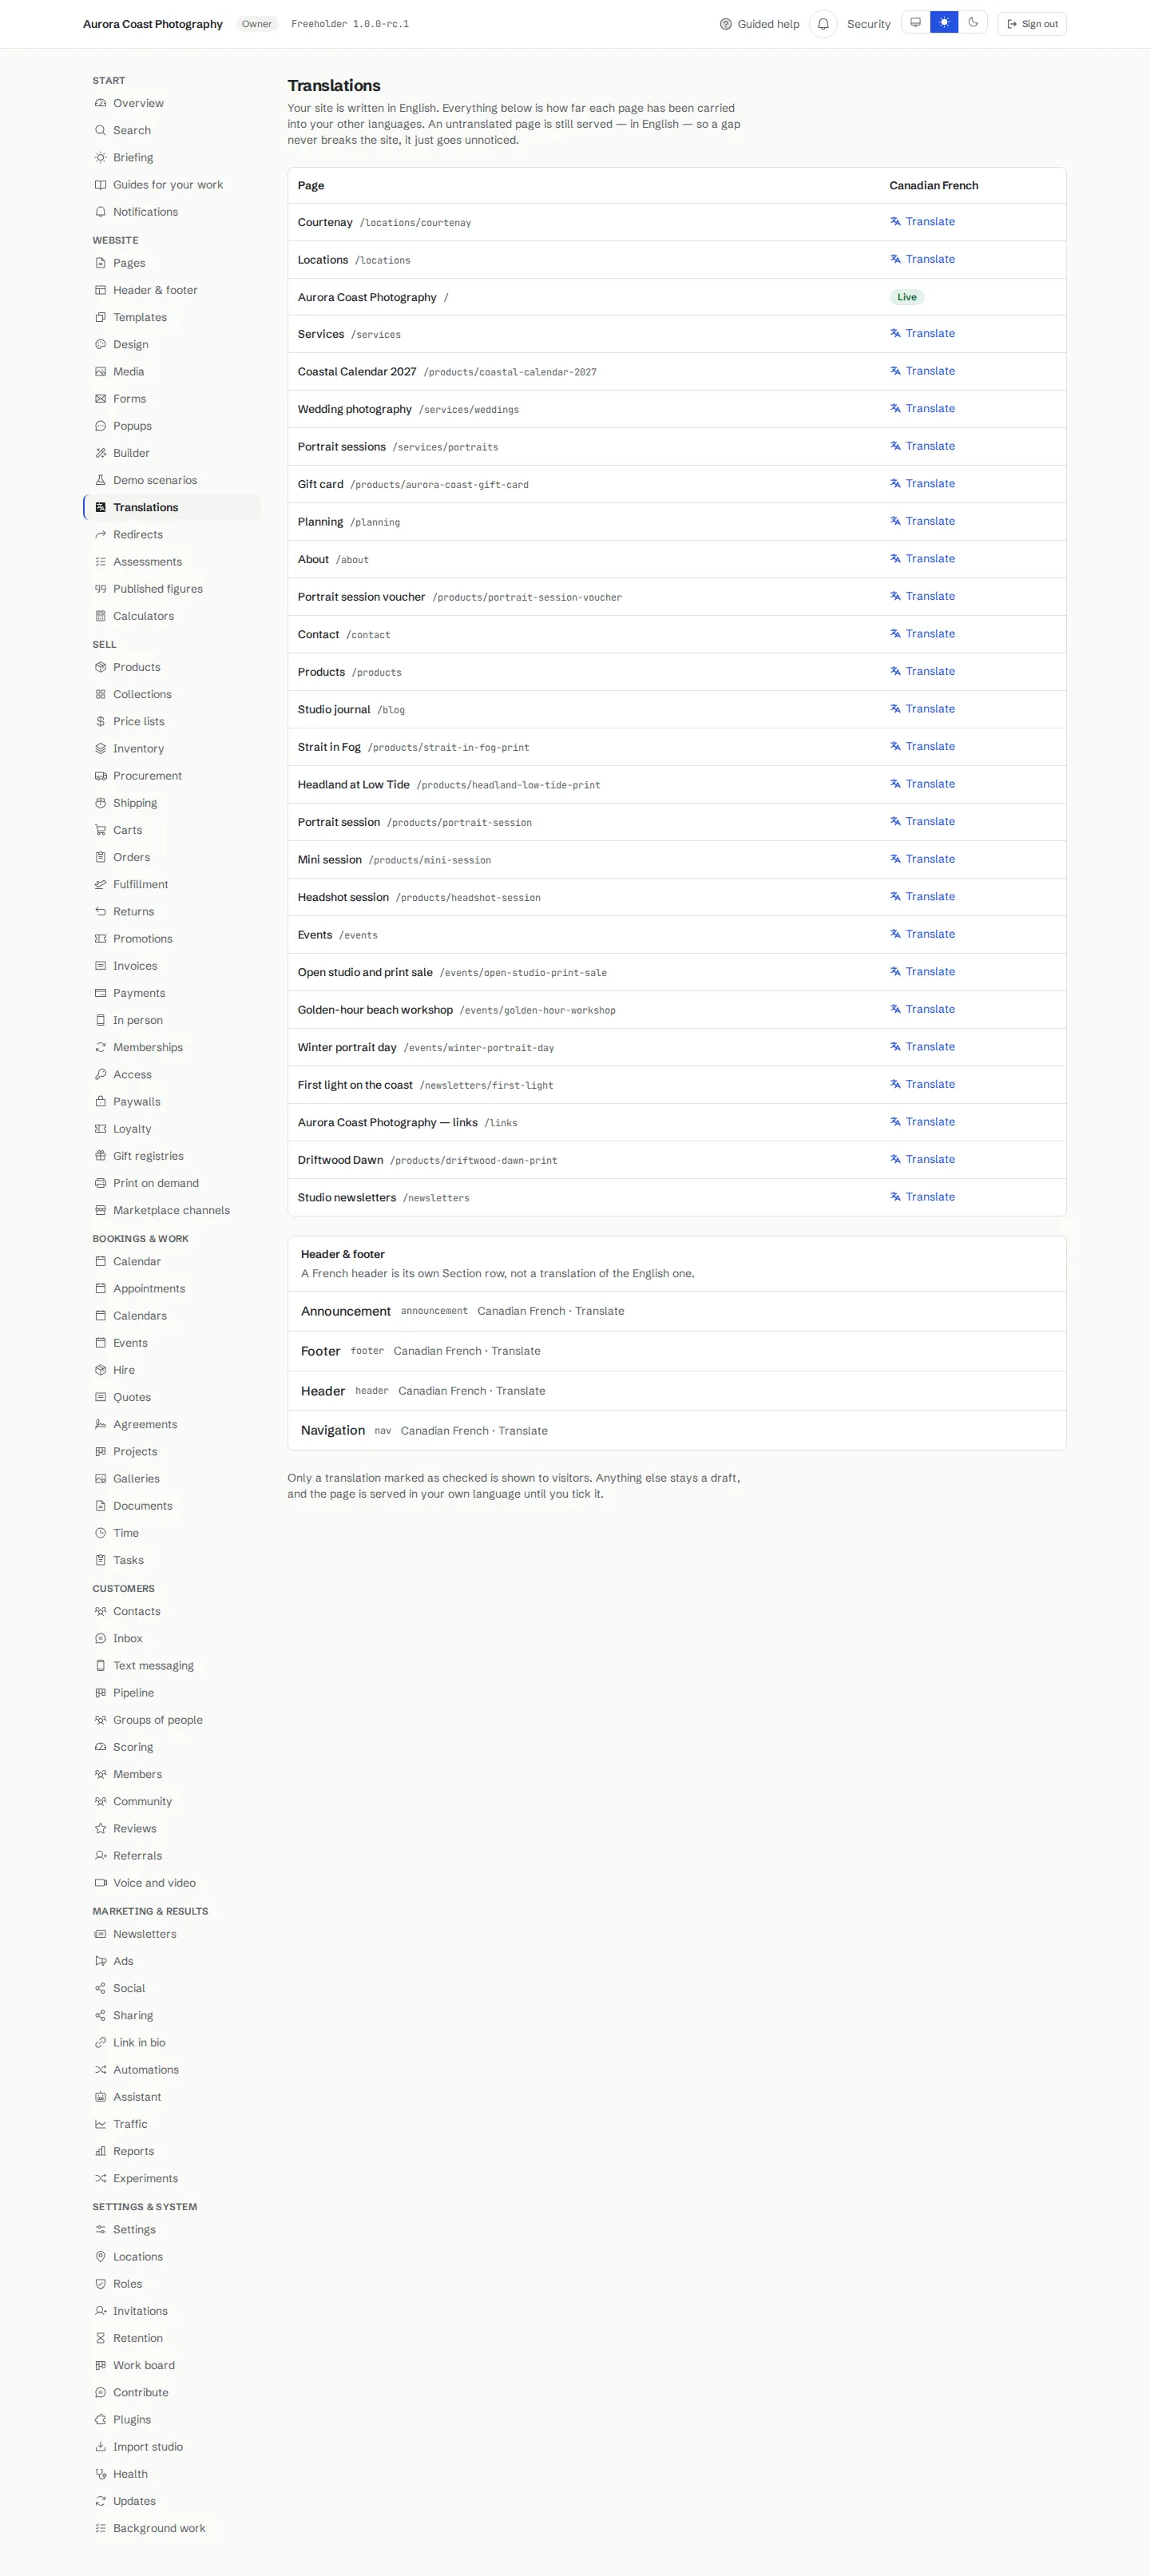 Aurora Coast Photography Owner Freeholder 1.0.0-rc.1 Guided help Security Sign out
START
Overview
Search
Briefing
Guides for your work
Notifications
WEBSITE
Pages
Header & footer
Templates
Design
Media
Forms
Popups
Builder
Demo scenarios
Translations
Redirects
Assessments
Published figures
Calculators
SELL
Products
Collections
Price lists
Inventory
Procurement
Shipping
Carts
Orders
Fulfillment
Returns
Promotions
Invoices
Payments
In person
Memberships
Access
Paywalls
Loyalty
Gift registries
Print on demand
Marketplace channels
BOOKINGS & WORK
Calendar
Appointments
Calendars
Events
Hire
Quotes
Agreements
Projects
Galleries
Documents
Time
Tasks
CUSTOMERS
Contacts
Inbox
Text messaging
Pipeline
Groups of people
Scoring
Members
Community
Reviews
Referrals
Voice and video
MARKETING & RESULTS
Newsletters
Ads
Social
Sharing
Link in bio
Automations
Assistant
Traffic
Reports
Experiments
SETTINGS & SYSTEM
Settings
Locations
Roles
Invitations
Retention
Work board
Contribute
Plugins
Import studio
Health
Updates
Background work
Translations
Your site is written in English. Everything below is how far each page has been carried
into your other languages. An untranslated page is still served — in English — so a gap
never breaks the site, it just goes unnoticed.
Page Canadian French
Courtenay /locations/courtenay Translate
Locations /locations Translate
Aurora Coast Photography / Live
Services /services Translate
Coastal Calendar 2027 /products/coastal-calendar-2027 Translate
Wedding photography /services/weddings Translate
Portrait sessions /services/portraits Translate
Gift card /products/aurora-coast-gift-card Translate
Planning /planning Translate
About /about Translate
Portrait session voucher /products/portrait-session-voucher Translate
Contact /contact Translate
Products /products Translate
Studio journal /blog Translate
Strait in Fog /products/strait-in-fog-print Translate
Headland at Low Tide /products/headland-low-tide-print Translate
Portrait session /products/portrait-session Translate
Mini session /products/mini-session Translate
Headshot session /products/headshot-session Translate
Events /events Translate
Open studio and print sale /events/open-studio-print-sale Translate
Golden-hour beach workshop /events/golden-hour-workshop Translate
Winter portrait day /events/winter-portrait-day Translate
First light on the coast /newsletters/first-light Translate
Aurora Coast Photography — links /links Translate
Driftwood Dawn /products/driftwood-dawn-print Translate
Studio newsletters /newsletters Translate
Header & footer
A French header is its own Section row, not a translation of the English one.
Announcement announcement Canadian French · Translate
Footer footer Canadian French · Translate
Header header Canadian French · Translate
Navigation nav Canadian French · Translate
Only a translation marked as checked is shown to visitors. Anything else stays a draft,
and the page is served in your own language until you tick it.